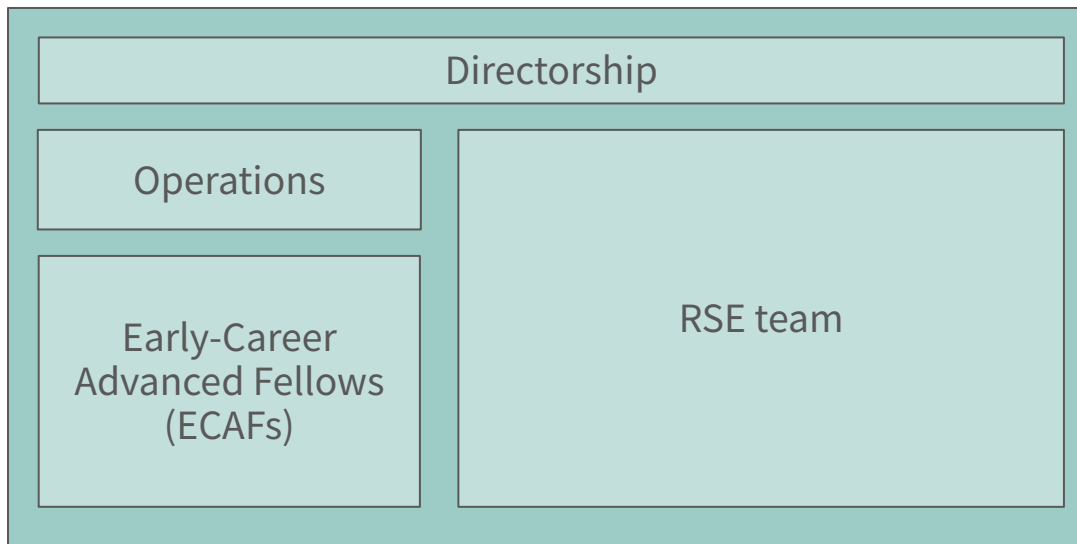 Directorship
Operations
Early-Career
Advanced Fellows
(ECAFs)
RSE team